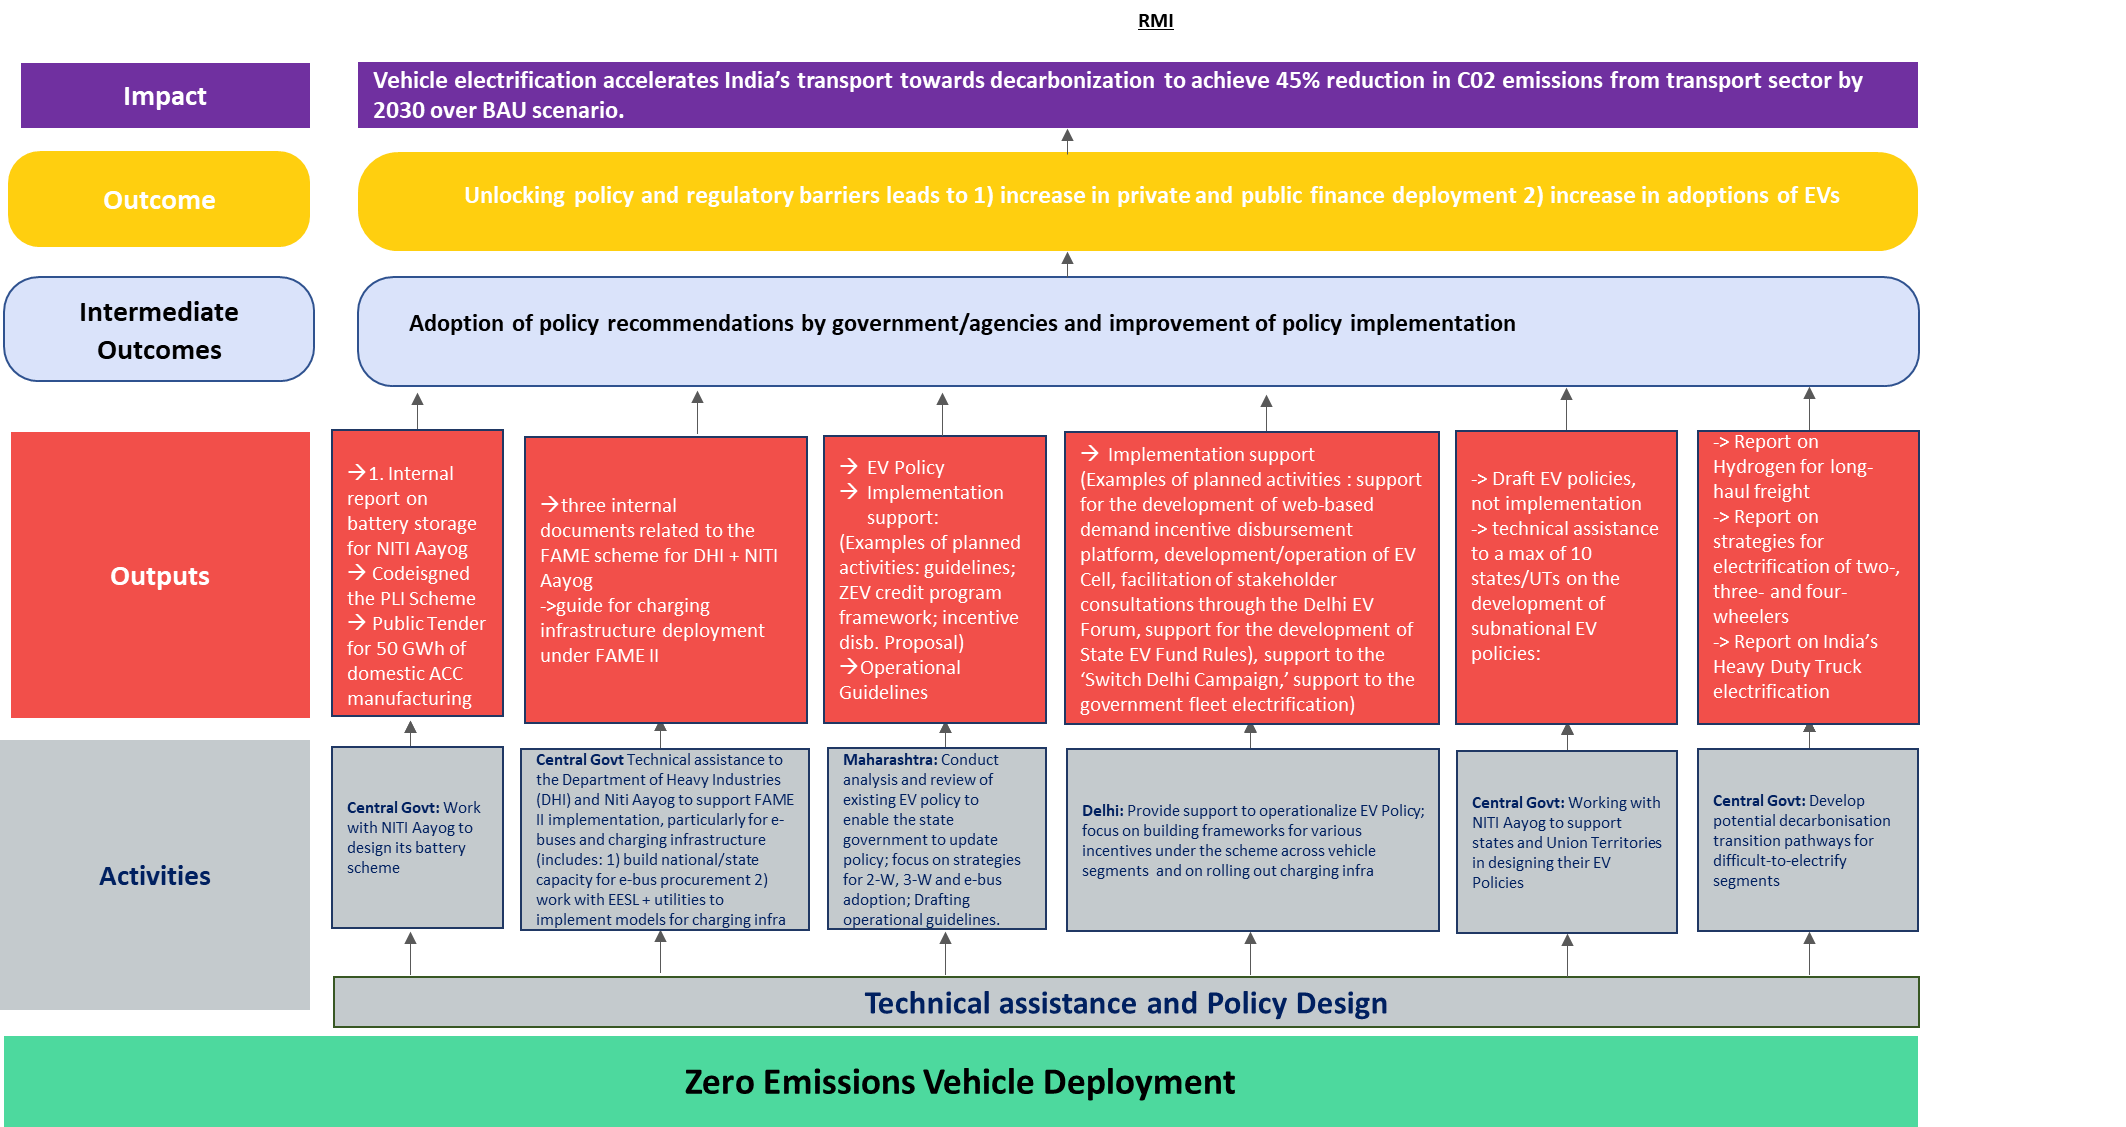 RMI
Impact
Vehicle electrification accelerates India’s transport towards decarbonization to achieve 45% reduction in C02 emissions from transport sector by
2030 over BAU scenario.
Outcome
Unlocking policy and regulatory barriers leads to 1) increase in private and public finance deployment 2) increase in adoptions of EVs
Intermediate
Outcomes
Adoption of policy recommendations by government/agencies and improvement of policy implementation
Outputs
→1. Internal
report on
battery storage
for NITI Aayog
→ Codeisgned
the PLI Scheme
→ Public Tender
for 50 GWh of
domestic ACC
manufacturing
→three internal
documents related to the
FAME scheme for DHI + NITI
Aayog
->guide for charging
infrastructure deployment
under FAME II
→ EV Policy
→ Implementation
support:
(Examples of planned
activities: guidelines;
ZEV credit program
framework; incentive
disb. Proposal)
→Operational
Guidelines
→ Implementation support
(Examples of planned activities : support
for the development of web-based
demand incentive disbursement
platform, development/operation of EV
Cell, facilitation of stakeholder
consultations through the Delhi EV
Forum, support for the development of
State EV Fund Rules), support to the
‘Switch Delhi Campaign,’ support to the
government fleet electrification)
-> Draft EV policies,
not implementation
-> technical assistance
to a max of 10
states/UTs on the
development of
subnational EV
policies:
-> Report on
Hydrogen for long-
haul freight
-> Report on
strategies for
electrification of two-,
three- and four-
wheelers
-> Report on India’s
Heavy Duty Truck
electrification
Activities
Central Govt: Work
with NITI Aayog to
design its battery
scheme
Central Govt Technical assistance to
the Department of Heavy Industries
(DHI) and Niti Aayog to support FAME
II implementation, particularly for e-
buses and charging infrastructure
(includes: 1) build national/state
capacity for e-bus procurement 2)
work with EESL + utilities to
implement models for charging infra
Maharashtra: Conduct
analysis and review of
existing EV policy to
enable the state
government to update
policy; focus on strategies
for 2-W, 3-W and e-bus
adoption; Drafting
operational guidelines.
Delhi: Provide support to operationalize EV Policy;
focus on building frameworks for various
incentives under the scheme across vehicle
segments and on rolling out charging infra
Central Govt: Working with
NITI Aayog to support
states and Union Territories
in designing their EV
Policies
Central Govt: Develop
potential decarbonisation
transition pathways for
difficult-to-electrify
segments
Technical assistance and Policy Design
Zero Emissions Vehicle Deployment